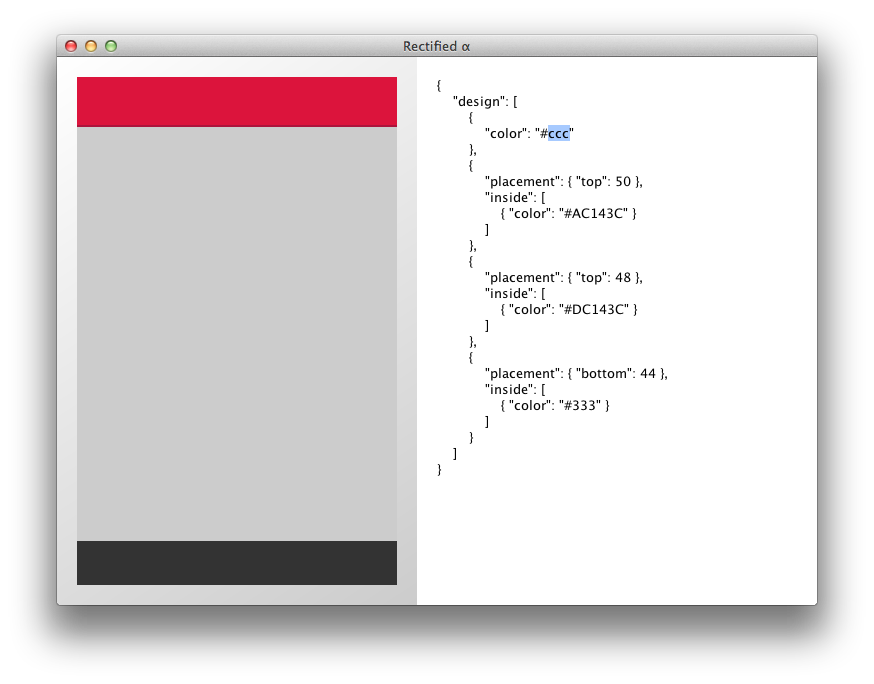 Rectified α
{
"design": [
{
"color": "#ccc"
},
{
"placement": { "top": 50 },
"inside": [
{ "color": "#AC143C" }
]
},
{
"placement": { "top": 48 },
"inside": [
{ "color": "#DC143C" }
]
},
{
"placement": { "bottom": 44 },
"inside": [
{ "color": "#333" }
]
}
]
}